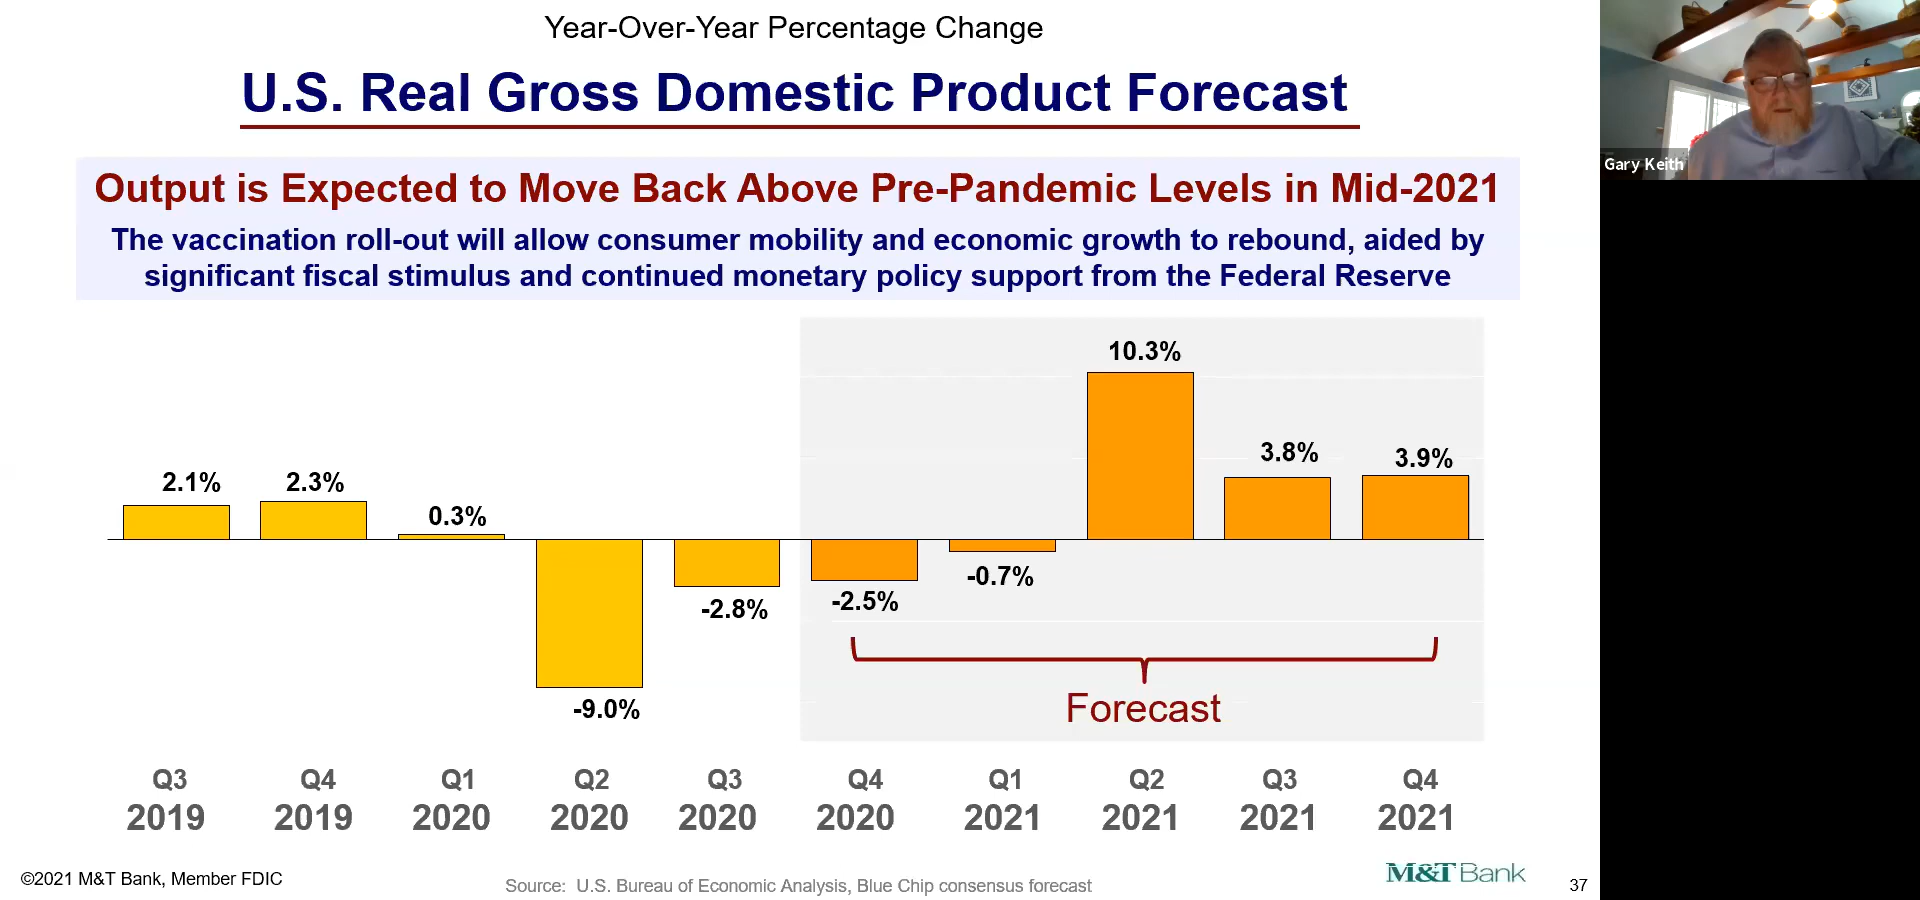 Year-Over-Year Percentage Change
U.S. Real Gross Domestic Product Forecast
Output is Expected to Move Back Above Pre-Pandemic Levels in Mid-2021
The vaccination roll-out will allow consumer mobility and economic growth to rebound, aided by
significant fiscal stimulus and continued monetary policy support from the Federal Reserve
Gary Keith
2.1%
2.3%
0.3%
-9.0%
-2.8%
-2.5%
-0.7%
10.3%
3.8%
3.9%
Forecast
Q3 Q4 Q1 Q2 Q3 Q4 Q1 Q2 Q3 Q4
2019 2019 2020 2020 2020 2020 2021 2021 2021 2021
©2021 M&T Bank, Member FDIC
Source: U.S. Bureau of Economic Analysis, Blue Chip consensus forecast
M&T Bank
37